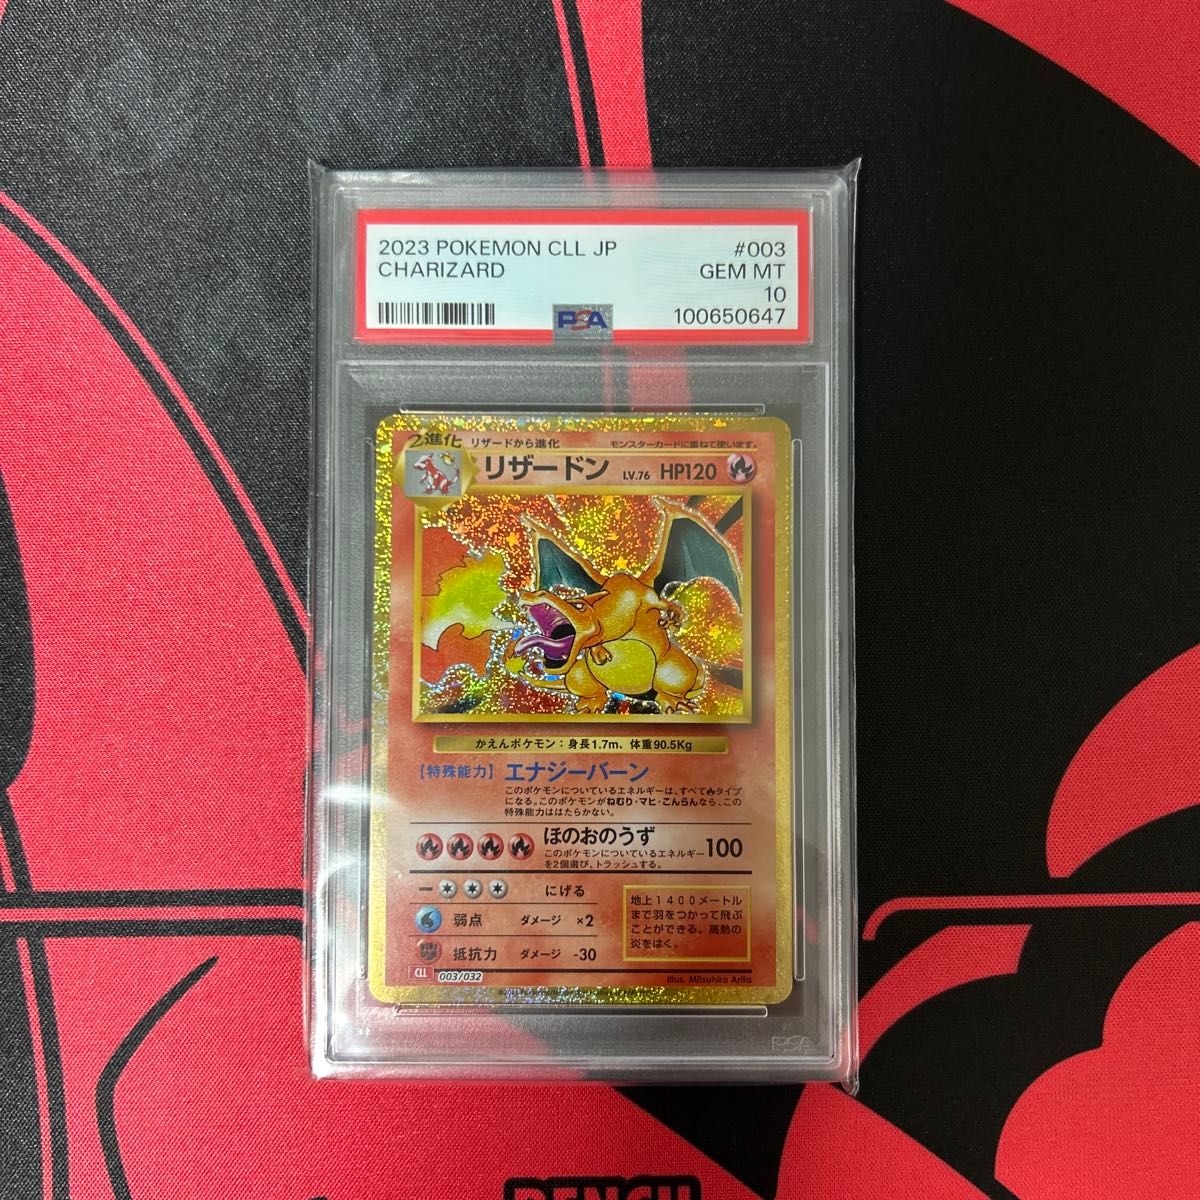 2023 POKEMON CLL JP #003
CHARIZARD GEM MT
10
PSA 100650647
2進化 リザードから進化 モンスターカードに重ねて使います。
リザードン LV.76 HP120
かえんポケモン：身長1.7m、体重90.5Kg
【特殊能力】エナジーバーン
このポケモンについているエネルギーは、すべてタイプ
になる。このポケモンがねむり・マヒ・こんらんなら、この
特殊能力ははたらかない。
ほのおのうず 100
このポケモンについているエネルギー
を2個選び、トラッシュする。
にげる
弱点 ダメージ ×2
抵抗力 ダメージ -30
地上1400メートル
まで羽をつかって飛ぶ
ことができる。高熱の
炎をはく。
CLL 003/032
Illus. Mitsuhiro Arita
PSA
BENCH